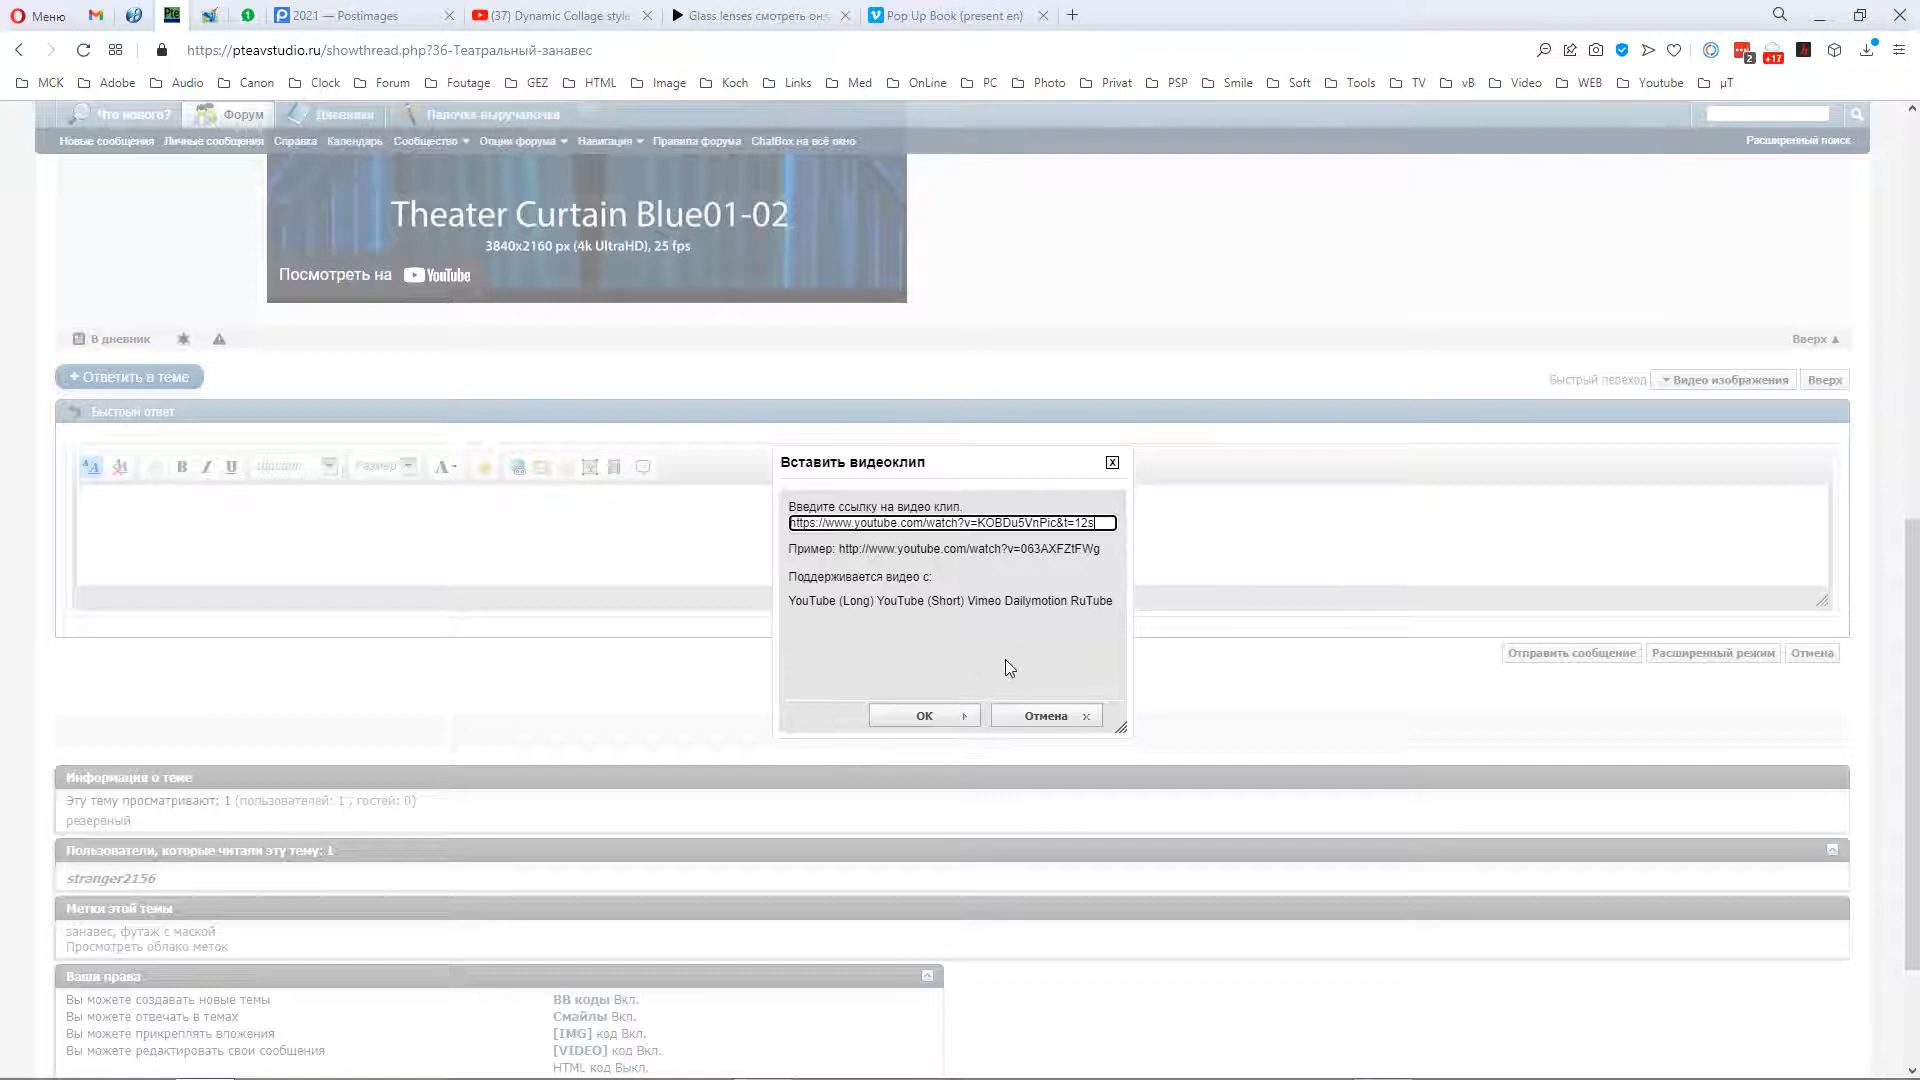 Меню
2021 — Postimages
(37) Dynamic Collage style
Glass lenses смотреть он
Pop Up Book (present en)
https://pteavstudio.ru/showthread.php?36-Театральный-занавес
2
+17
МСК Adobe Audio Canon Clock Forum Foutage GEZ HTML Image Koch Links Med OnLine PC Photo Privat PSP Smile Soft Tools TV vB Video WEB Youtube µT
Что нового? Форум Дневники Палочка-выручалочка
Новые сообщения Личные сообщения Справка Календарь Сообщество Опции форума Навигация Правила форума ChatBox на всё окно Расширенный поиск
Theater Curtain Blue01-02
3840x2160 px (4k UltraHD), 25 fps
Посмотреть на YouTube
В дневник Вверх
+ Ответить в теме
Быстрый переход Видео изображения Вверх
Быстрый ответ
B I U Шрифт Размер A
Вставить видеоклип
Введите ссылку на видео клип.
https://www.youtube.com/watch?v=KOBDu5VnPic&t=12s
Пример: http://www.youtube.com/watch?v=063AXFZtFWg
Поддерживается видео с:
YouTube (Long) YouTube (Short) Vimeo Dailymotion RuTube
OK Отмена
Отправить сообщение Расширенный режим Отмена
Информация о теме
Эту тему просматривают: 1 (пользователей: 1 , гостей: 0)
резервный
Пользователи, которые читали эту тему: 1
stranger2156
Метки этой темы
занавес, футаж с маской
Просмотреть облако меток
Ваши права
Вы можете создавать новые темы
Вы можете отвечать в темах
Вы можете прикреплять вложения
Вы можете редактировать свои сообщения
BB коды Вкл.
Смайлы Вкл.
[IMG] код Вкл.
[VIDEO] код Вкл.
HTML код Выкл.